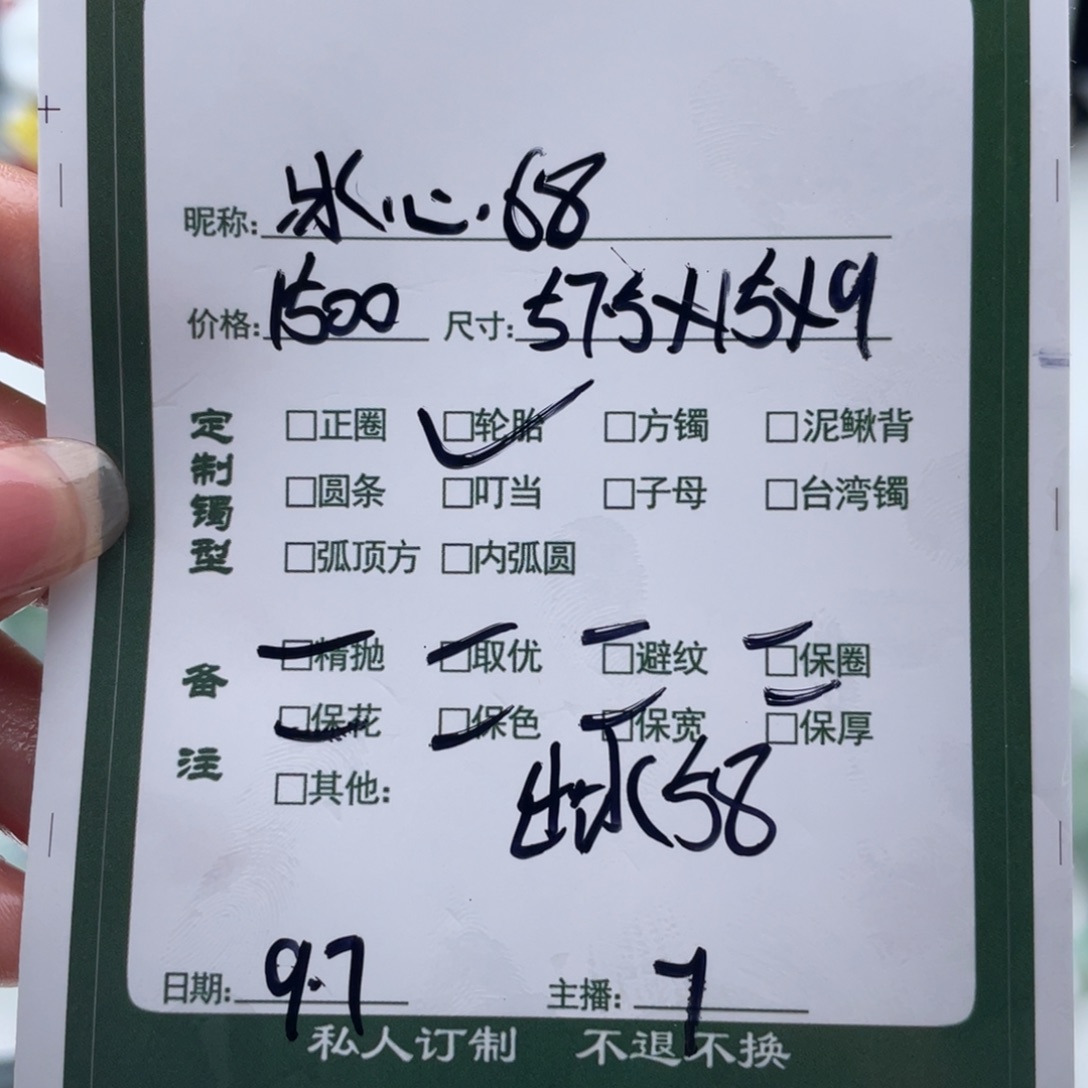 昵称: 冰心.68
价格: 1500 尺寸: 57.5X15X9
定制镯型
□正圈 □轮胎 □方镯 □泥鳅背
□圆条 □叮当 □子母 □台湾镯
□弧顶方 □内弧圆
备注
□精抛 □取优 □避纹 □保圈
□保花 □保色 □保宽 □保厚
□其他: 出冰58
日期: 9.7 主播: 7
私人订制 不退不换